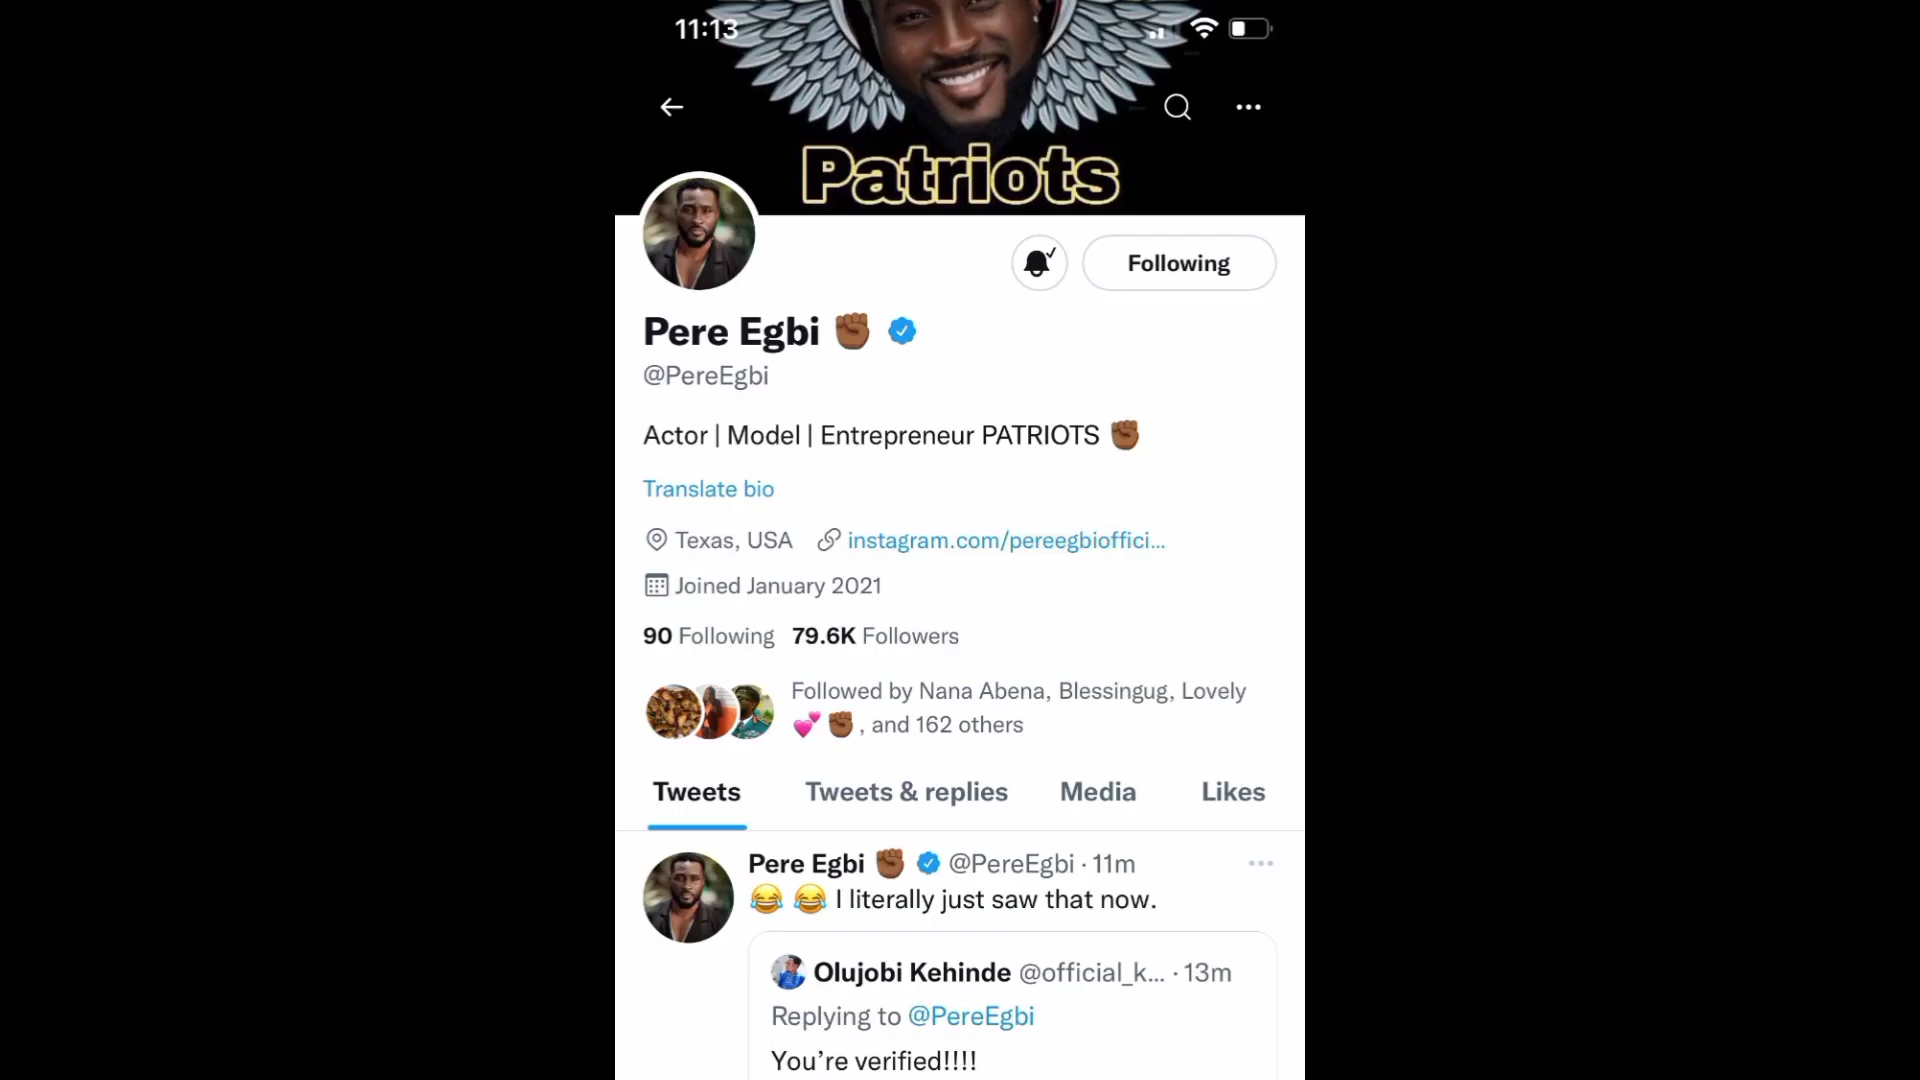 11:13
Patriots
Following
Pere Egbi ✊🏾
@PereEgbi
Actor | Model | Entrepreneur PATRIOTS ✊🏾
Translate bio
Texas, USA instagram.com/pereegbioffici...
Joined January 2021
90 Following 79.6K Followers
Followed by Nana Abena, Blessingug, Lovely
💕 ✊🏾 , and 162 others
Tweets Tweets & replies Media Likes
Pere Egbi ✊🏾 @PereEgbi · 11m
😂 😂 I literally just saw that now.
Olujobi Kehinde @official_k... · 13m
Replying to @PereEgbi
You’re verified!!!!